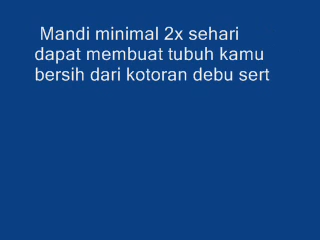 Mandi minimal 2x sehari
dapat membuat tubuh kamu
bersih dari kotoran debu sert